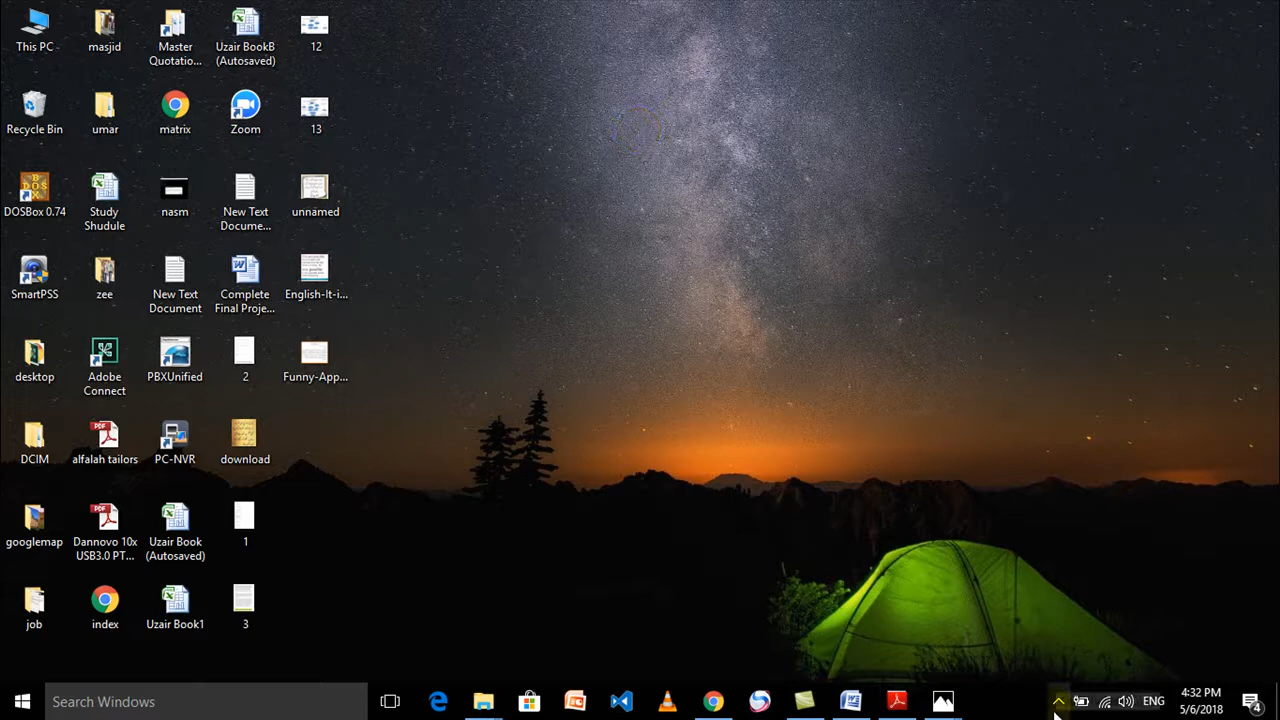 This PC
masjid
Master
Quotatio...
Uzair BookB
(Autosaved)
12
Recycle Bin
umar
matrix
Zoom
13
DOSBox 0.74
Study
Shudule
nasm
New Text
Docume...
unnamed
SmartPSS
zee
New Text
Document
Complete
Final Proje...
English-It-i...
desktop
Adobe
Connect
PBXUnified
2
Funny-App...
DCIM
alfalah tailors
PC-NVR
download
googlemap
Dannovo 10x
USB3.0 PT...
Uzair Book
(Autosaved)
1
job
index
Uzair Book1
3
Search Windows
ENG
4:32 PM
5/6/2018
4